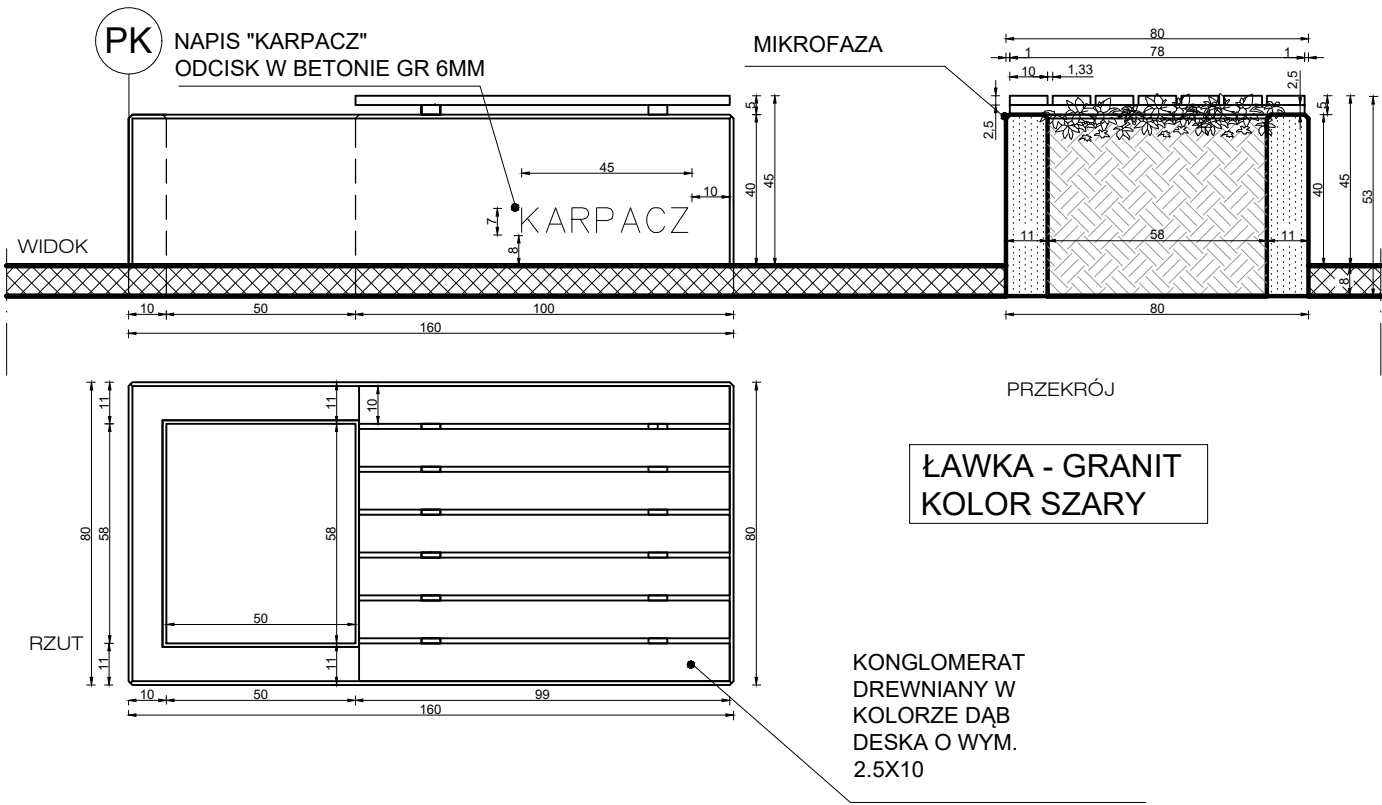 PK
NAPIS "KARPACZ"
ODCISK W BETONIE GR 6MM
MIKROFAZA
80
1
78
1
10
1,33
2,5
5
2,5
5
40
45
45
10
7
KARPACZ
8
40
45
53
11
58
11
8
WIDOK
10
50
100
160
80
PRZEKRÓJ
11
11
10
80
58
58
80
50
11
11
RZUT
10
50
99
160
ŁAWKA - GRANIT
KOLOR SZARY
KONGLOMERAT
DREWNIANY W
KOLORZE DĄB
DESKA O WYM.
2.5X10